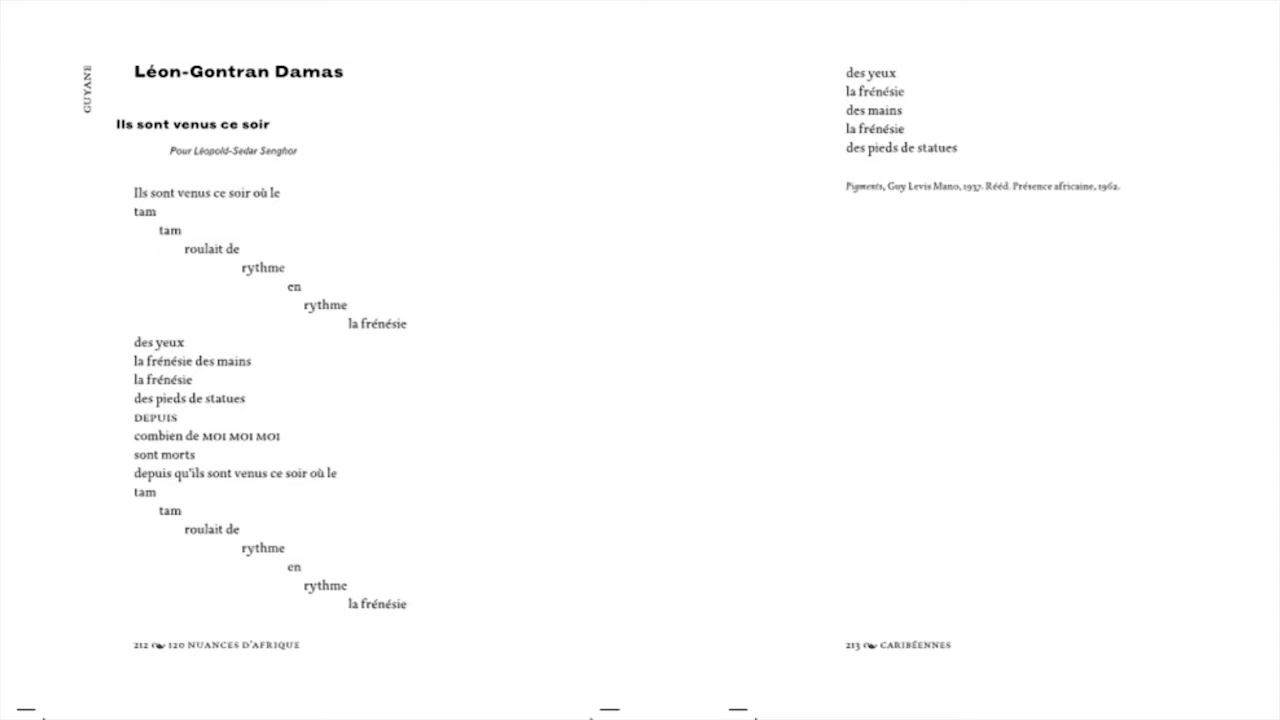 GUYANE
Léon-Gontran Damas
Ils sont venus ce soir
Pour Léopold-Sedar Senghor
Ils sont venus ce soir où le
tam
tam
roulait de
rythme
en
rythme
la frénésie
des yeux
la frénésie des mains
la frénésie
des pieds de statues
DEPUIS
combien de MOI MOI MOI
sont morts
depuis qu'ils sont venus ce soir où le
tam
tam
roulait de
rythme
en
rythme
la frénésie
212 ❧ 120 NUANCES D'AFRIQUE
des yeux
la frénésie
des mains
la frénésie
des pieds de statues
Pigments, Guy Levis Mano, 1937. Rééd. Présence africaine, 1962.
213 ❧ CARIBÉENNES